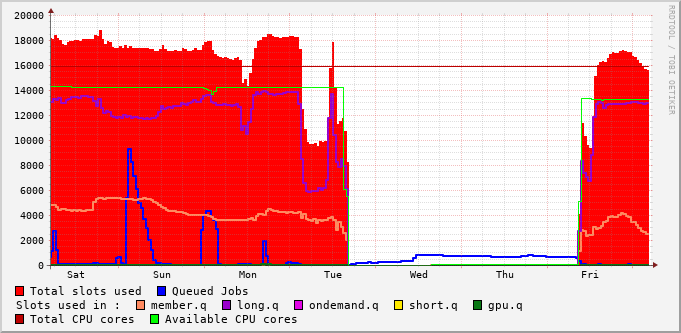 20000
18000
16000
14000
12000
10000
8000
6000
4000
2000
0
Sat Sun Mon Tue Wed Thu Fri
Total slots used Queued Jobs
Slots used in : member.q long.q ondemand.q short.q gpu.q
Total CPU cores Available CPU cores
RRDTOOL / TOBI OETIKER